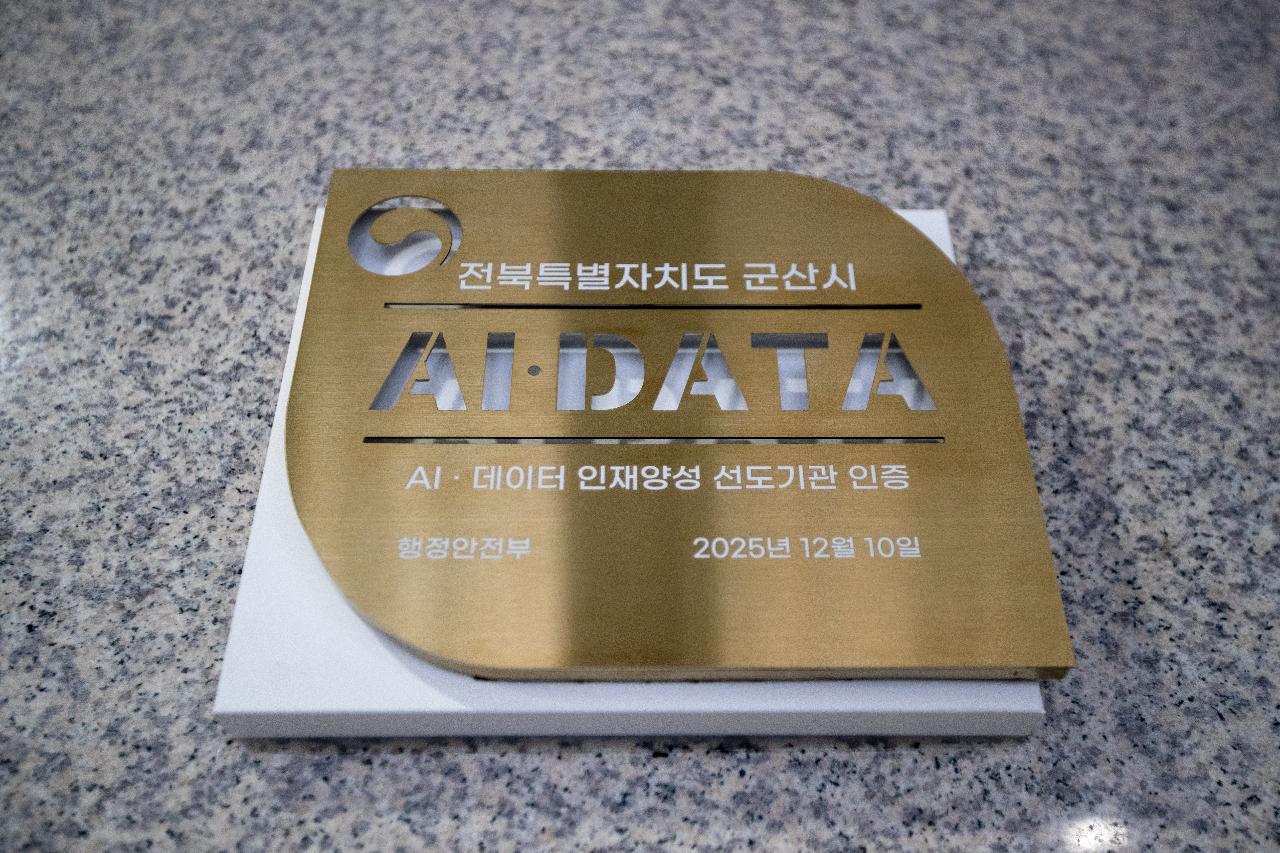 전북특별자치도 군산시
AI·DATA
AI · 데이터 인재양성 선도기관 인증
행정안전부 2025년 12월 10일